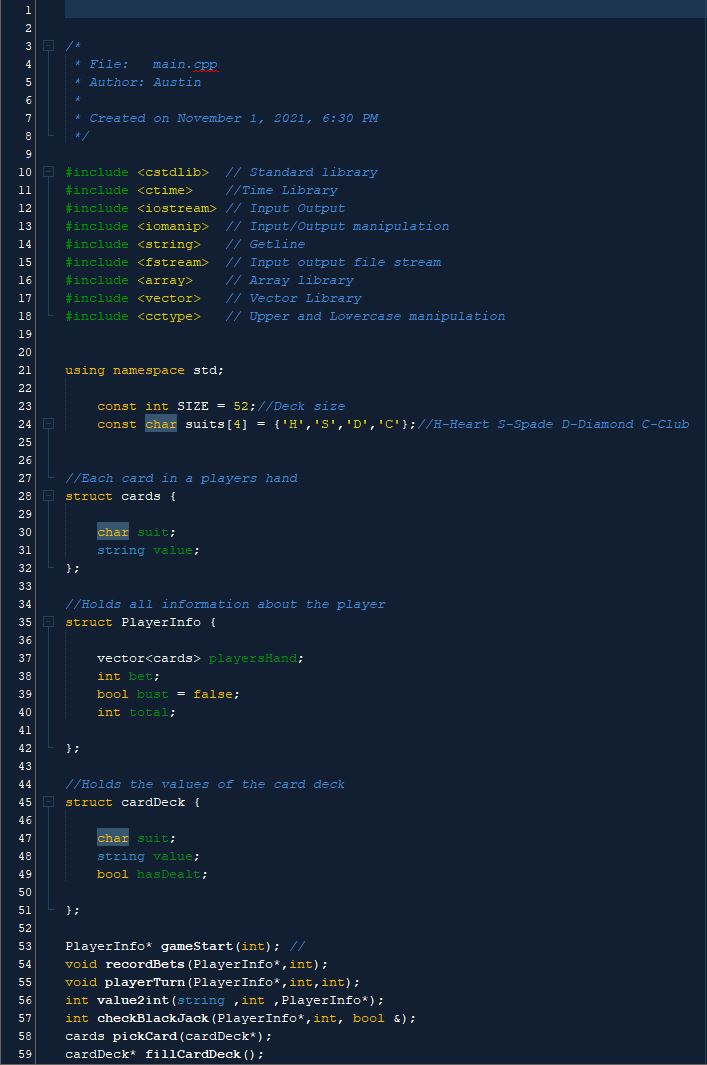 1
2
3 /*
4  * File:   main.cpp
5  * Author: Austin
6  *
7  * Created on November 1, 2021, 6:30 PM
8  */
9
10 #include <cstdlib>  // Standard library
11 #include <ctime>    //Time Library
12 #include <iostream> // Input Output
13 #include <iomanip>  // Input/Output manipulation
14 #include <string>   // Getline
15 #include <fstream>  // Input output file stream
16 #include <array>    // Array library
17 #include <vector>   // Vector Library
18 #include <cctype>   // Upper and Lowercase manipulation
19
20
21 using namespace std;
22
23     const int SIZE = 52;//Deck size
24     const char suits[4] = {'H','S','D','C'};//H-Heart S-Spade D-Diamond C-Club
25
26
27 //Each card in a players hand
28 struct cards {
29
30     char suit;
31     string value;
32 };
33
34 //Holds all information about the player
35 struct PlayerInfo {
36
37     vector<cards> playersHand;
38     int bet;
39     bool bust = false;
40     int total;
41
42 };
43
44 //Holds the values of the card deck
45 struct cardDeck {
46
47     char suit;
48     string value;
49     bool hasDealt;
50
51 };
52
53 PlayerInfo* gameStart(int); //
54 void recordBets(PlayerInfo*,int);
55 void playerTurn(PlayerInfo*,int,int);
56 int value2int(string ,int ,PlayerInfo*);
57 int checkBlackJack(PlayerInfo*,int, bool &);
58 cards pickCard(cardDeck*);
59 cardDeck* fillCardDeck();